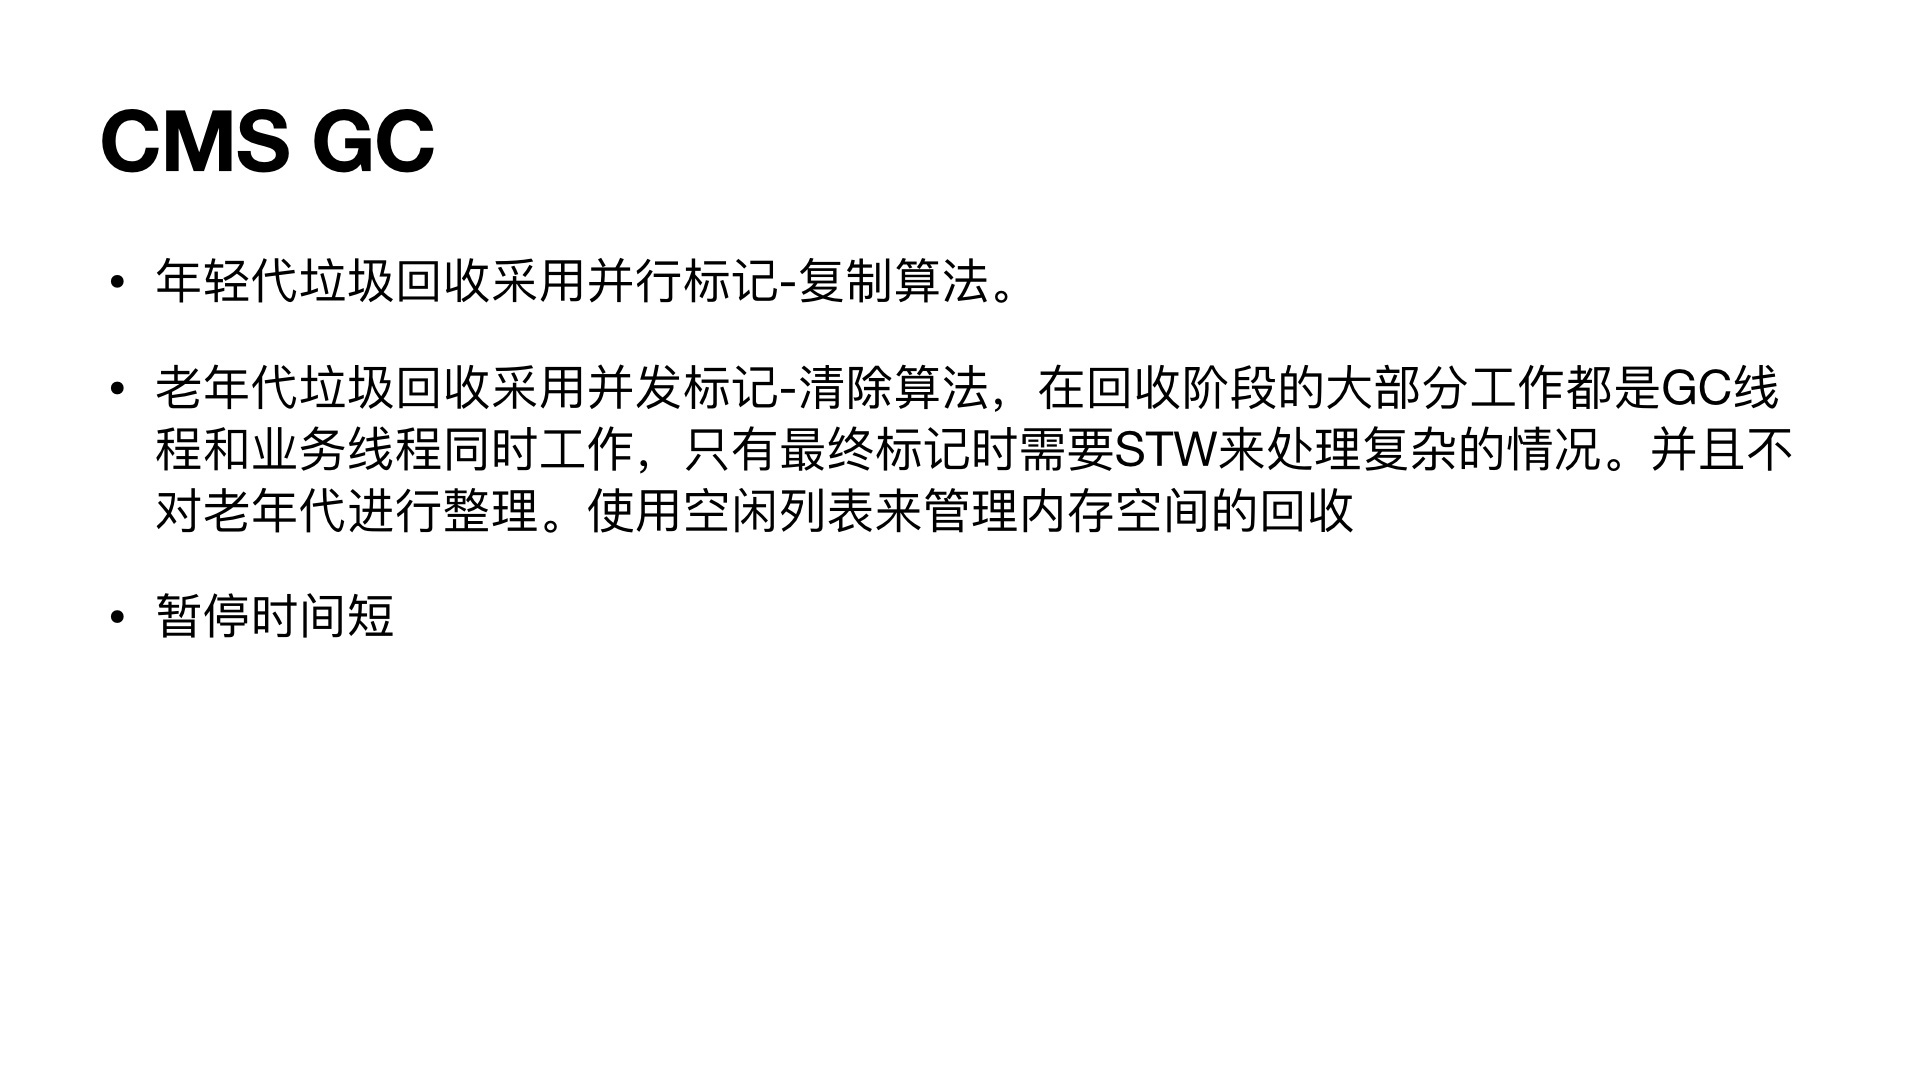 CMS GC
• 年轻代垃圾回收采用并行标记-复制算法。
• 老年代垃圾回收采用并发标记-清除算法，在回收阶段的大部分工作都是GC线
程和业务线程同时工作，只有最终标记时需要STW来处理复杂的情况。并且不
对老年代进行整理。使用空闲列表来管理内存空间的回收
• 暂停时间短